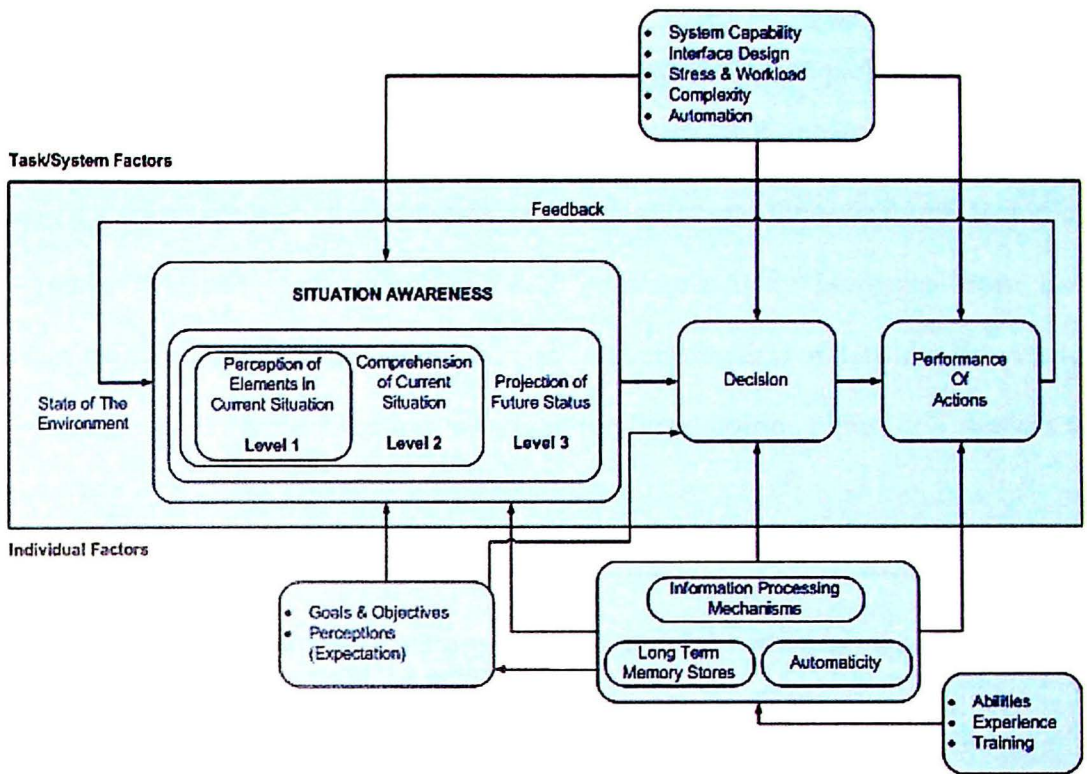 • System Capability
• Interface Design
• Stress & Workload
• Complexity
• Automation
Task/System Factors
Feedback
SITUATION AWARENESS
Perception of
Elements in
Current Situation
Level 1
Comprehension
of Current
Situation
Level 2
Projection of
Future Status
Level 3
State of The
Environment
Decision
Performance
Of
Actions
Individual Factors
• Goals & Objectives
• Perceptions
(Expectation)
Information Processing
Mechanisms
Long Term
Memory Stores
Automaticity
• Abilities
• Experience
• Training